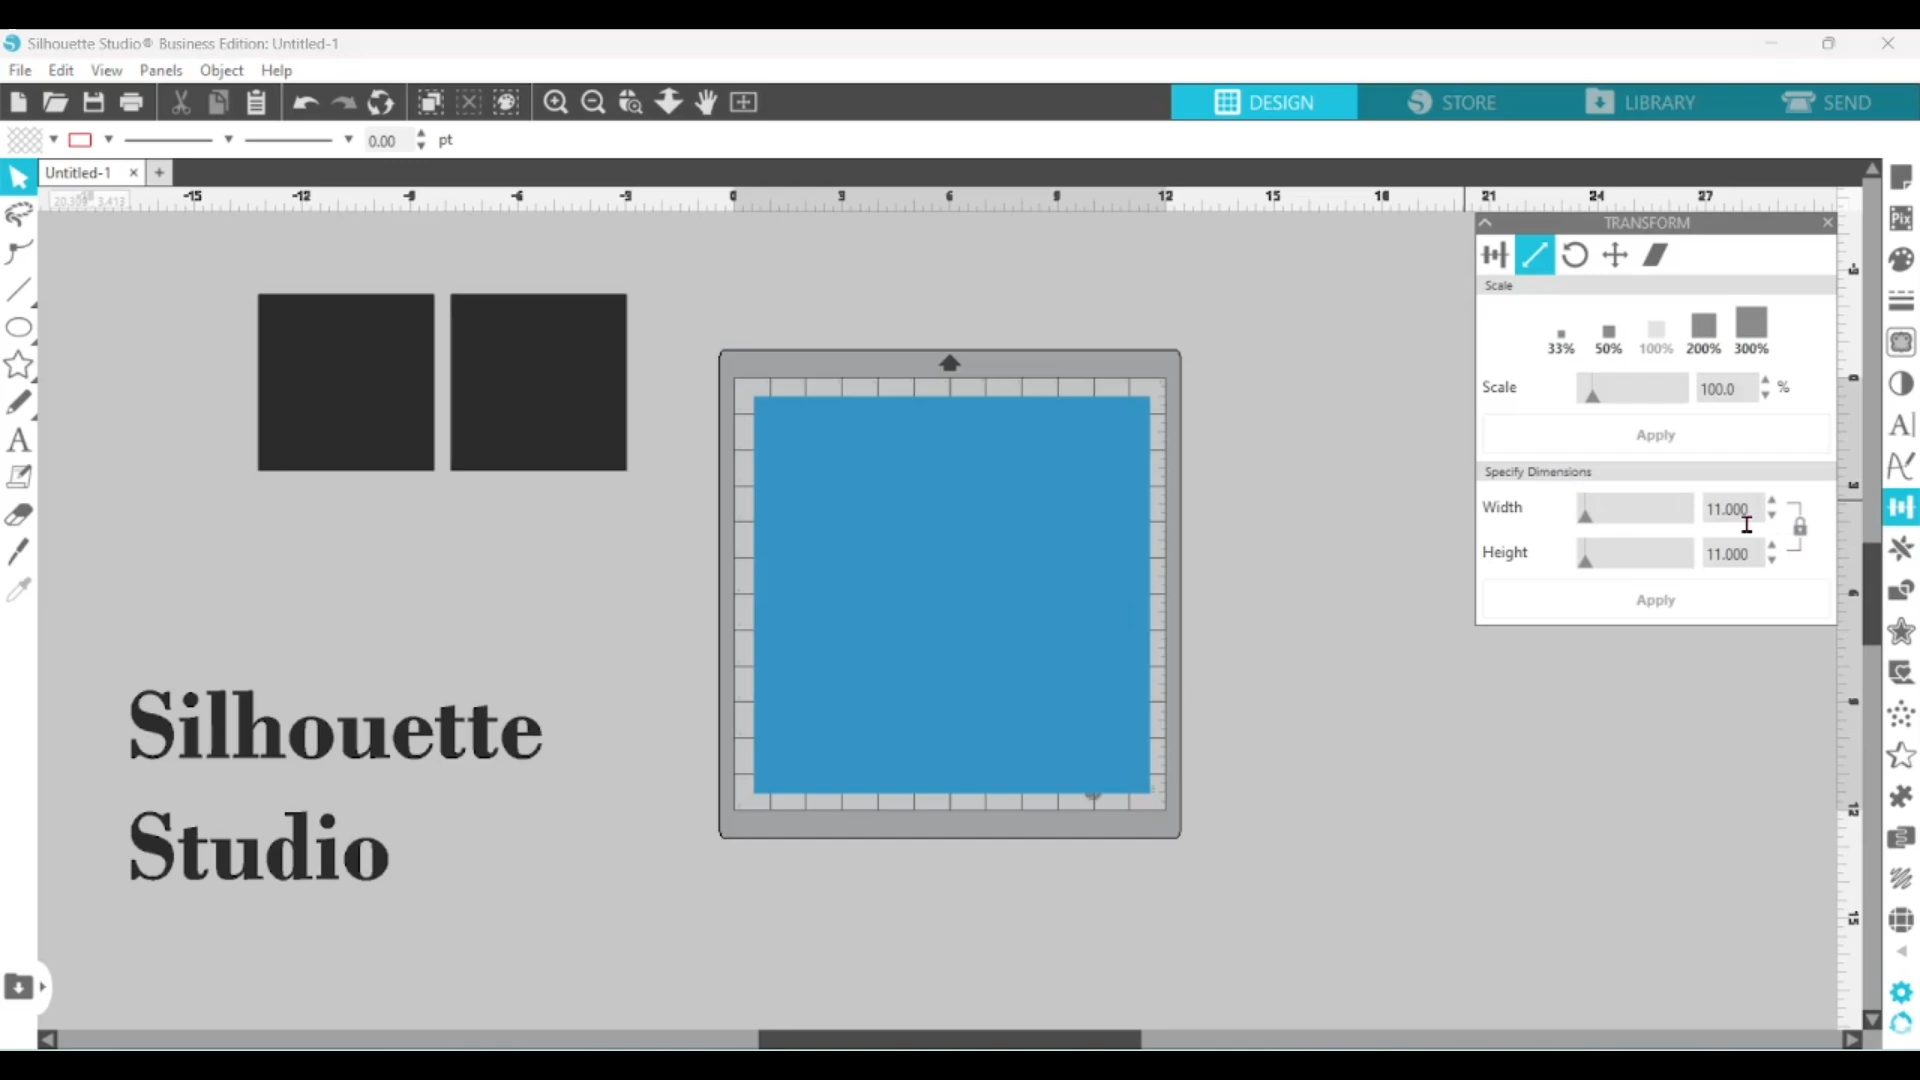 Silhouette Studio® Business Edition: Untitled-1
File Edit View Panels Object Help
DESIGN STORE LIBRARY SEND
0.00 pt
Untitled-1 × +
-15 -12 -9 -6 -3 0 3 6 9 12 15 18 21 24 27
TRANSFORM
Scale
33% 50% 100% 200% 300%
Scale 100.0 %
Apply
Specify Dimensions
Width 11.000
Height 11.000
Apply
Pix
Silhouette
Studio